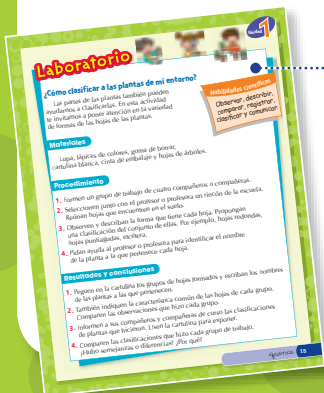 Unidad 1
Laboratorio
¿Cómo clasificar a las plantas de mi entorno?
Las partes de las plantas también pueden
ayudarnos a clasificarlas. En esta actividad
te invitamos a poner atención en la variedad
de formas de las hojas de las plantas.
Habilidades científicas
Observar, describir,
comparar, registrar,
clasificar y comunicar
Materiales
Lupa, lápices de colores, goma de borrar,
cartulina blanca, cinta de embalaje y hojas de árboles.
Procedimiento
1. Formen un grupo de trabajo de cuatro compañeros o compañeras.
2. Seleccionen junto con el profesor o profesora un rincón de la escuela.
Reúnan hojas que encuentren en el suelo.
3. Observen y describan la forma que tiene cada hoja. Propongan
una clasificación del conjunto de ellas. Por ejemplo, hojas redondas,
hojas puntiagudas, etcétera.
4. Pidan ayuda al profesor o profesora para identificar el nombre
de la planta a la que pertenece cada hoja.
Resultados y conclusiones
1. Peguen en la cartulina los grupos de hojas formados y escriban los nombres
de las plantas a las que pertenecen.
2. También indiquen la característica común de las hojas de cada grupo.
Comparen las observaciones que hizo cada grupo.
3. Informen a sus compañeros y compañeras de curso las clasificaciones
de plantas que hicieron. Usen la cartulina para exponer.
4. Comparen las clasificaciones que hizo cada grupo de trabajo.
¿Hubo semejanzas o diferencias? ¿Por qué?
15